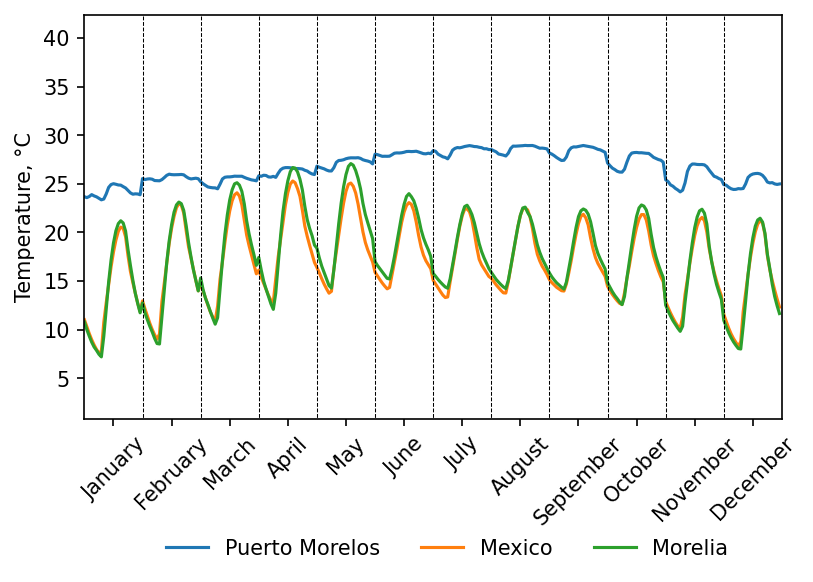 40
35
30
25
20
15
10
5
Temperature, °C
January
February
March
April
May
June
July
August
September
October
November
December
Puerto Morelos
Mexico
Morelia